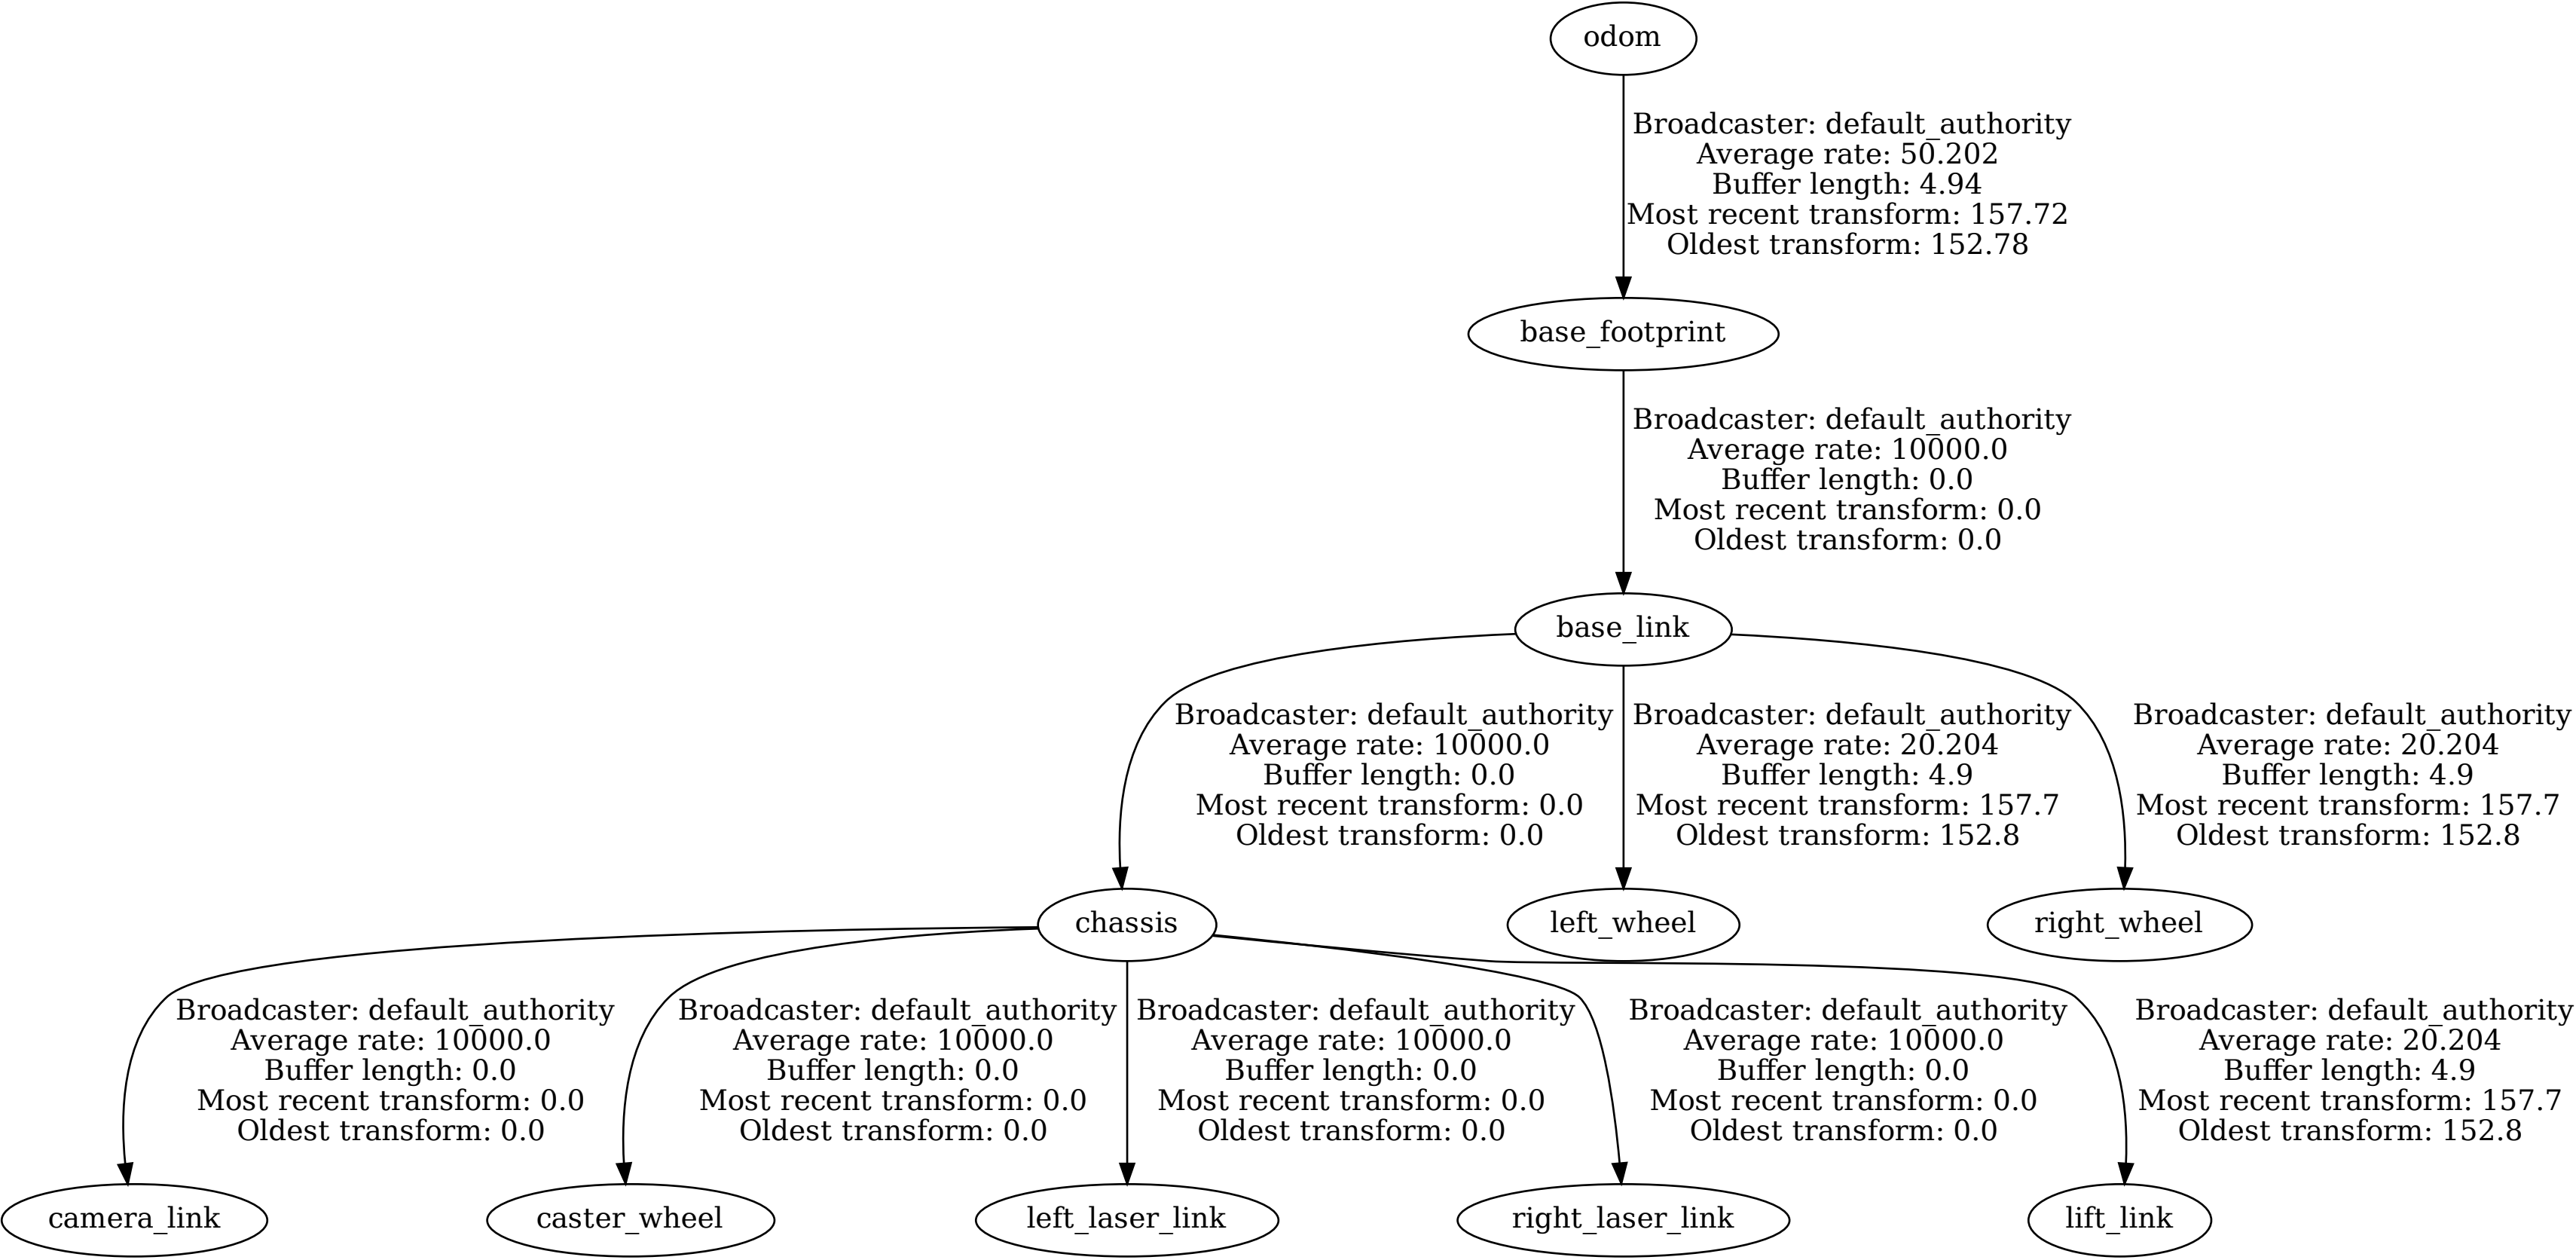 odom
Broadcaster: default_authority
Average rate: 50.202
Buffer length: 4.94
Most recent transform: 157.72
Oldest transform: 152.78
base_footprint
Broadcaster: default_authority
Average rate: 10000.0
Buffer length: 0.0
Most recent transform: 0.0
Oldest transform: 0.0
base_link
Broadcaster: default_authority
Average rate: 10000.0
Buffer length: 0.0
Most recent transform: 0.0
Oldest transform: 0.0
Broadcaster: default_authority
Average rate: 20.204
Buffer length: 4.9
Most recent transform: 157.7
Oldest transform: 152.8
Broadcaster: default_authority
Average rate: 20.204
Buffer length: 4.9
Most recent transform: 157.7
Oldest transform: 152.8
chassis
left_wheel
right_wheel
Broadcaster: default_authority
Average rate: 10000.0
Buffer length: 0.0
Most recent transform: 0.0
Oldest transform: 0.0
Broadcaster: default_authority
Average rate: 10000.0
Buffer length: 0.0
Most recent transform: 0.0
Oldest transform: 0.0
Broadcaster: default_authority
Average rate: 10000.0
Buffer length: 0.0
Most recent transform: 0.0
Oldest transform: 0.0
Broadcaster: default_authority
Average rate: 10000.0
Buffer length: 0.0
Most recent transform: 0.0
Oldest transform: 0.0
Broadcaster: default_authority
Average rate: 20.204
Buffer length: 4.9
Most recent transform: 157.7
Oldest transform: 152.8
camera_link
caster_wheel
left_laser_link
right_laser_link
lift_link